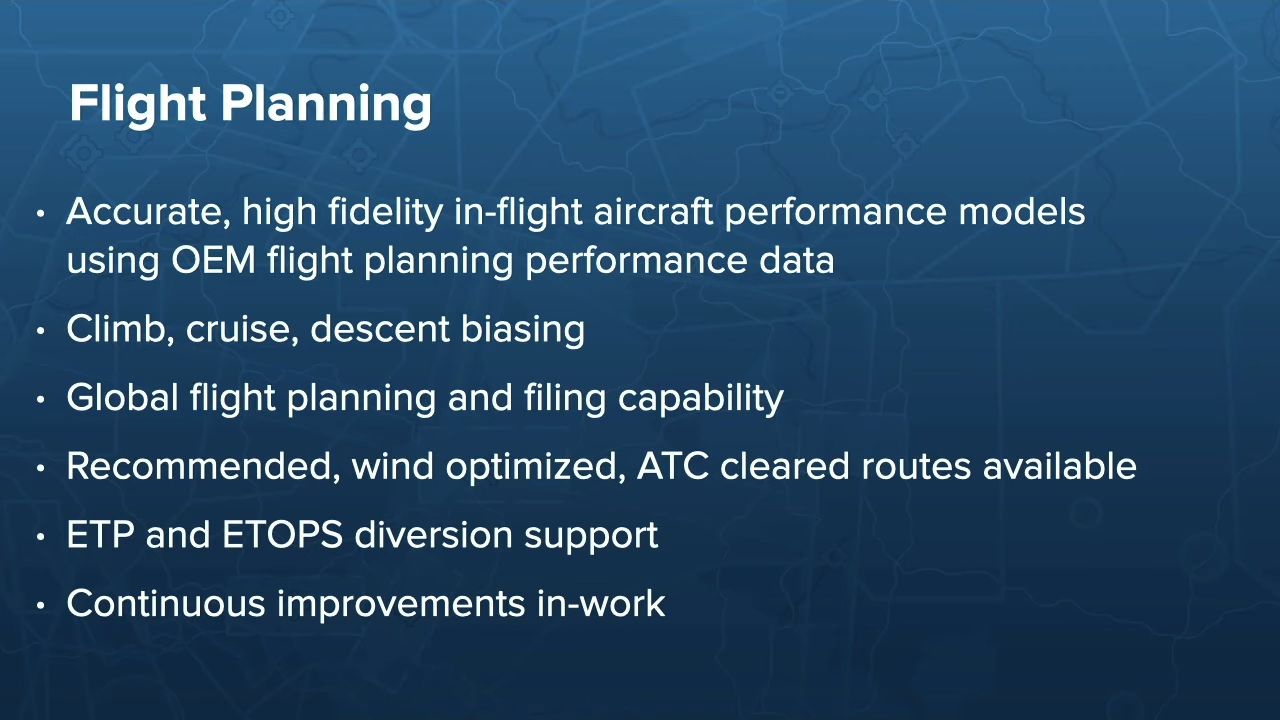 Flight Planning
• Accurate, high fidelity in-flight aircraft performance models
using OEM flight planning performance data
• Climb, cruise, descent biasing
• Global flight planning and filing capability
• Recommended, wind optimized, ATC cleared routes available
• ETP and ETOPS diversion support
• Continuous improvements in-work